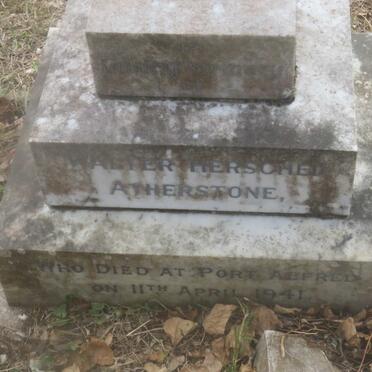 WALTER HERSCHEL
ATHERSTONE,
WHO DIED AT PORT ALFRED
ON 11TH APRIL 1941.